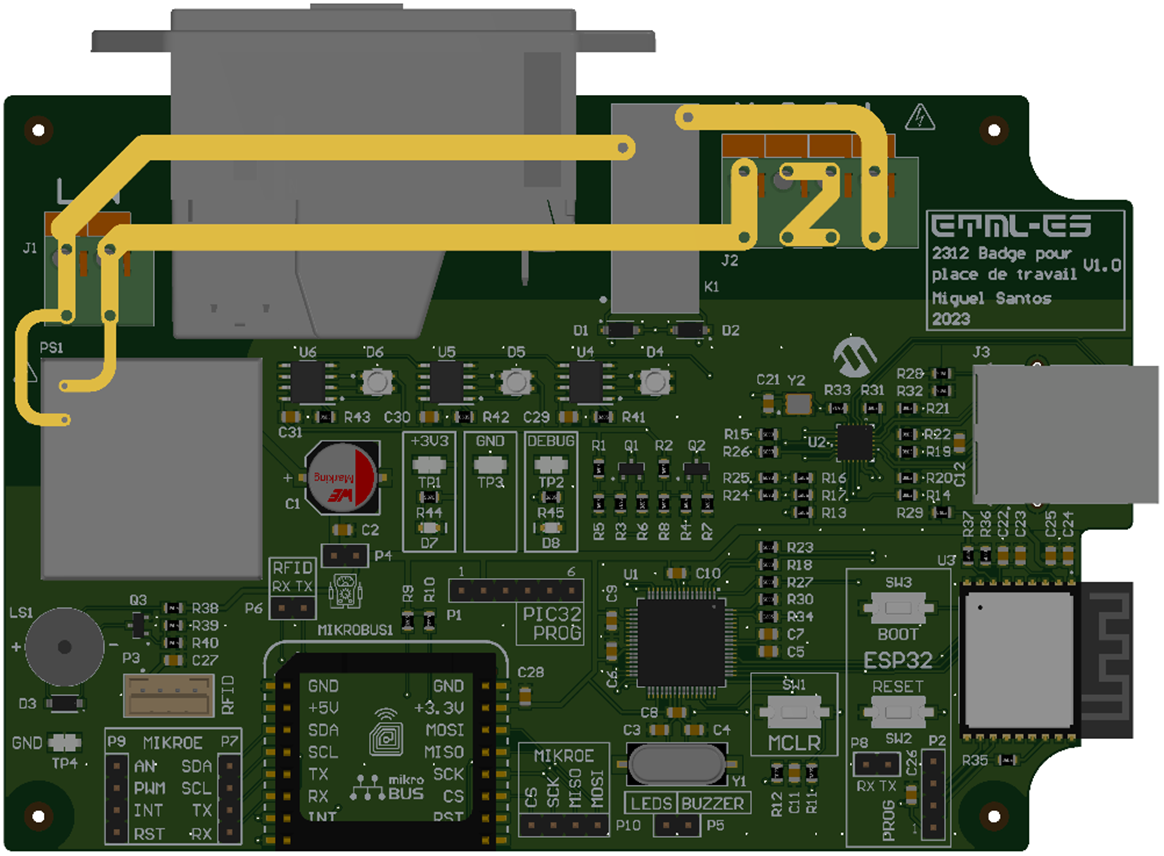 L N
J1
J2
K1
ETML-ES
2312 Badge pour
place de travail V1.0
Miguel Santos
2023
D1
D2
PS1
U6
D6
U5
D5
U4
D4
J3
C31
R43
C30
R42
C29
R41
C21
Y2
R33
R31
R28
R32
R21
R15
R26
U2
R22
R19
C12
R25
R24
R16
R17
R13
R20
R14
R29
+3V3
TP1
R44
D7
GND
TP3
DEBUG
TP2
R45
D8
R1
Q1
R2
Q2
R5
R3
R6
R8
R4
R7
+
WE
Marking
C1
C2
P4
R37
R36
C22
C23
C25
C24
RFID
RX TX
P6
R9
R10
1
6
P1
PIC32
PROG
U1
C10
C9
C6
R23
R18
R27
R30
R34
C7
C5
U3
SW3
BOOT
ESP32
RESET
SW2
LS1
+
-
Q3
R38
R39
R40
C27
P3
RFID
D3
GND
TP4
MIKROBUS1
GND
+5V
SDA
SCL
TX
RX
INT
GND
+3.3V
MOSI
MISO
SCK
CS
RST
mikro
BUS
C28
C8
C3
C4
Y1
SW1
MCLR
P9
MIKROE
P7
AN
SDA
PWM
SCL
INT
TX
RST
RX
MIKROE
CS
SCK
MISO
MOSI
P10
LEDS
BUZZER
P5
R12
C11
R11
P8
RX TX
PROG
C26
P2
1
R35